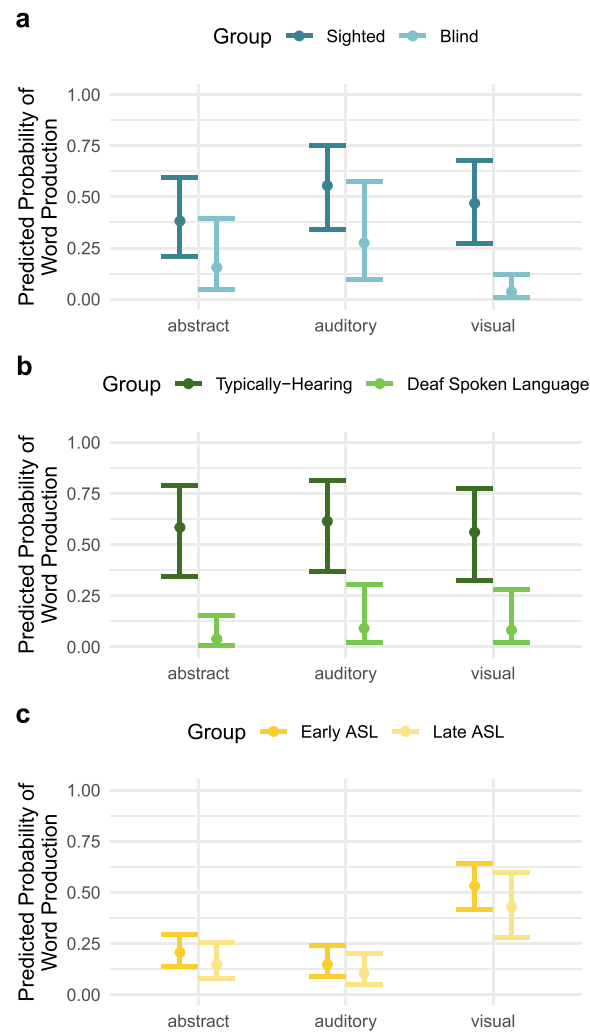 a
Group Sighted Blind
Predicted Probability of
Word Production
1.00
0.75
0.50
0.25
0.00
abstract auditory visual
b
Group Typically−Hearing Deaf Spoken Language
Predicted Probability of
Word Production
1.00
0.75
0.50
0.25
0.00
abstract auditory visual
c
Group Early ASL Late ASL
Predicted Probability of
Word Production
1.00
0.75
0.50
0.25
0.00
abstract auditory visual